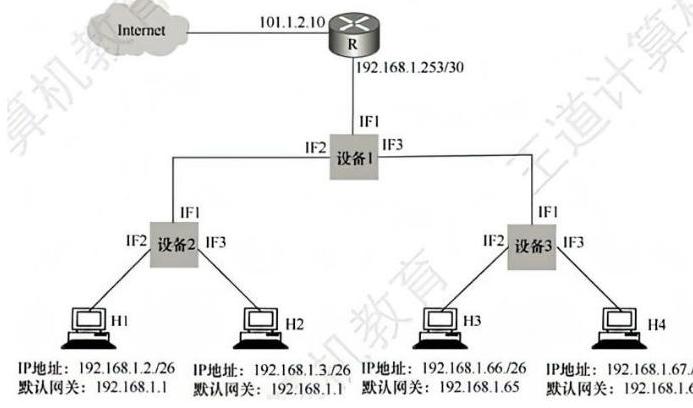 Internet
101.1.2.10
R
192.168.1.253/30
IF1
IF2
设备1
IF3
IF1
IF2
设备2
IF3
IF1
IF2
设备3
IF3
H1
H2
H3
H4
IP地址：192.168.1.2./26
默认网关：192.168.1.1
IP地址：192.168.1.3./26
默认网关：192.168.1.1
IP地址：192.168.1.66./26
默认网关：192.168.1.65
IP地址：192.168.1.67./
默认网关：192.168.1.6
算机教育
王道计算机
机教育